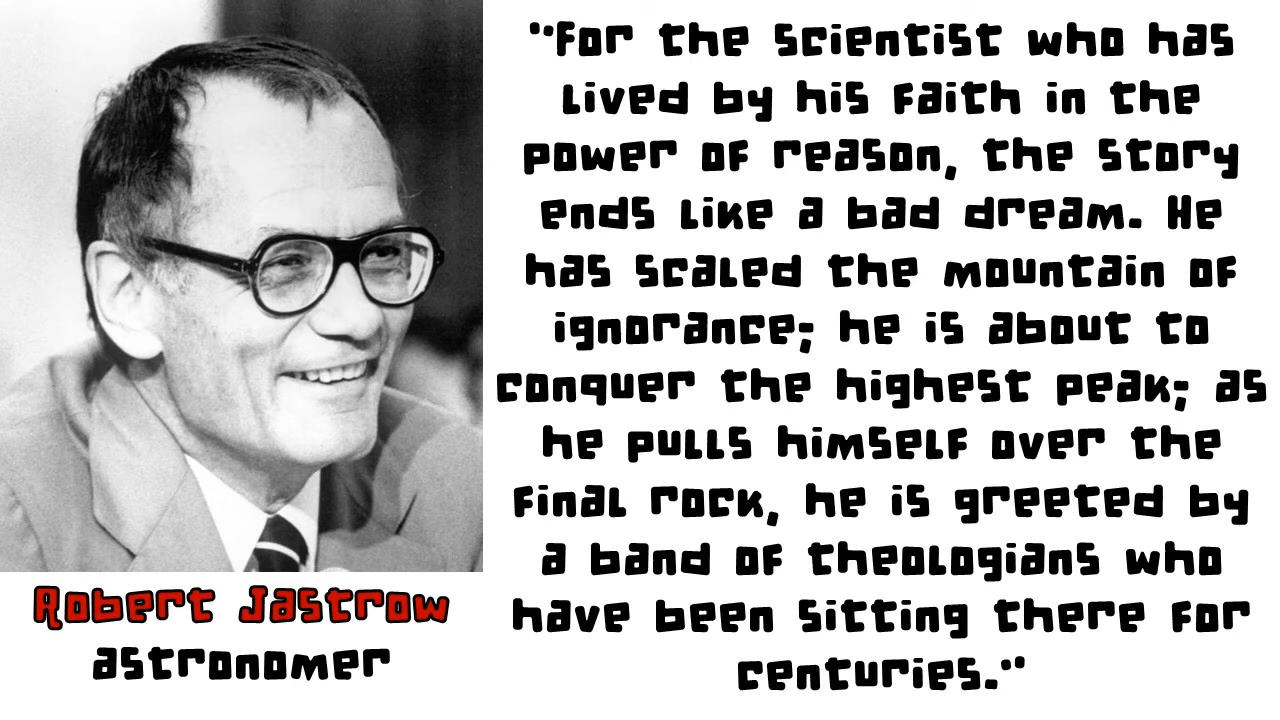 "For the scientist who has
lived by his faith in the
power of reason, the story
ends like a bad dream. He
has scaled the mountain of
ignorance; he is about to
conquer the highest peak; as
he pulls himself over the
final rock, he is greeted by
a band of theologians who
have been sitting there for
centuries."
Robert Jastrow
astronomer